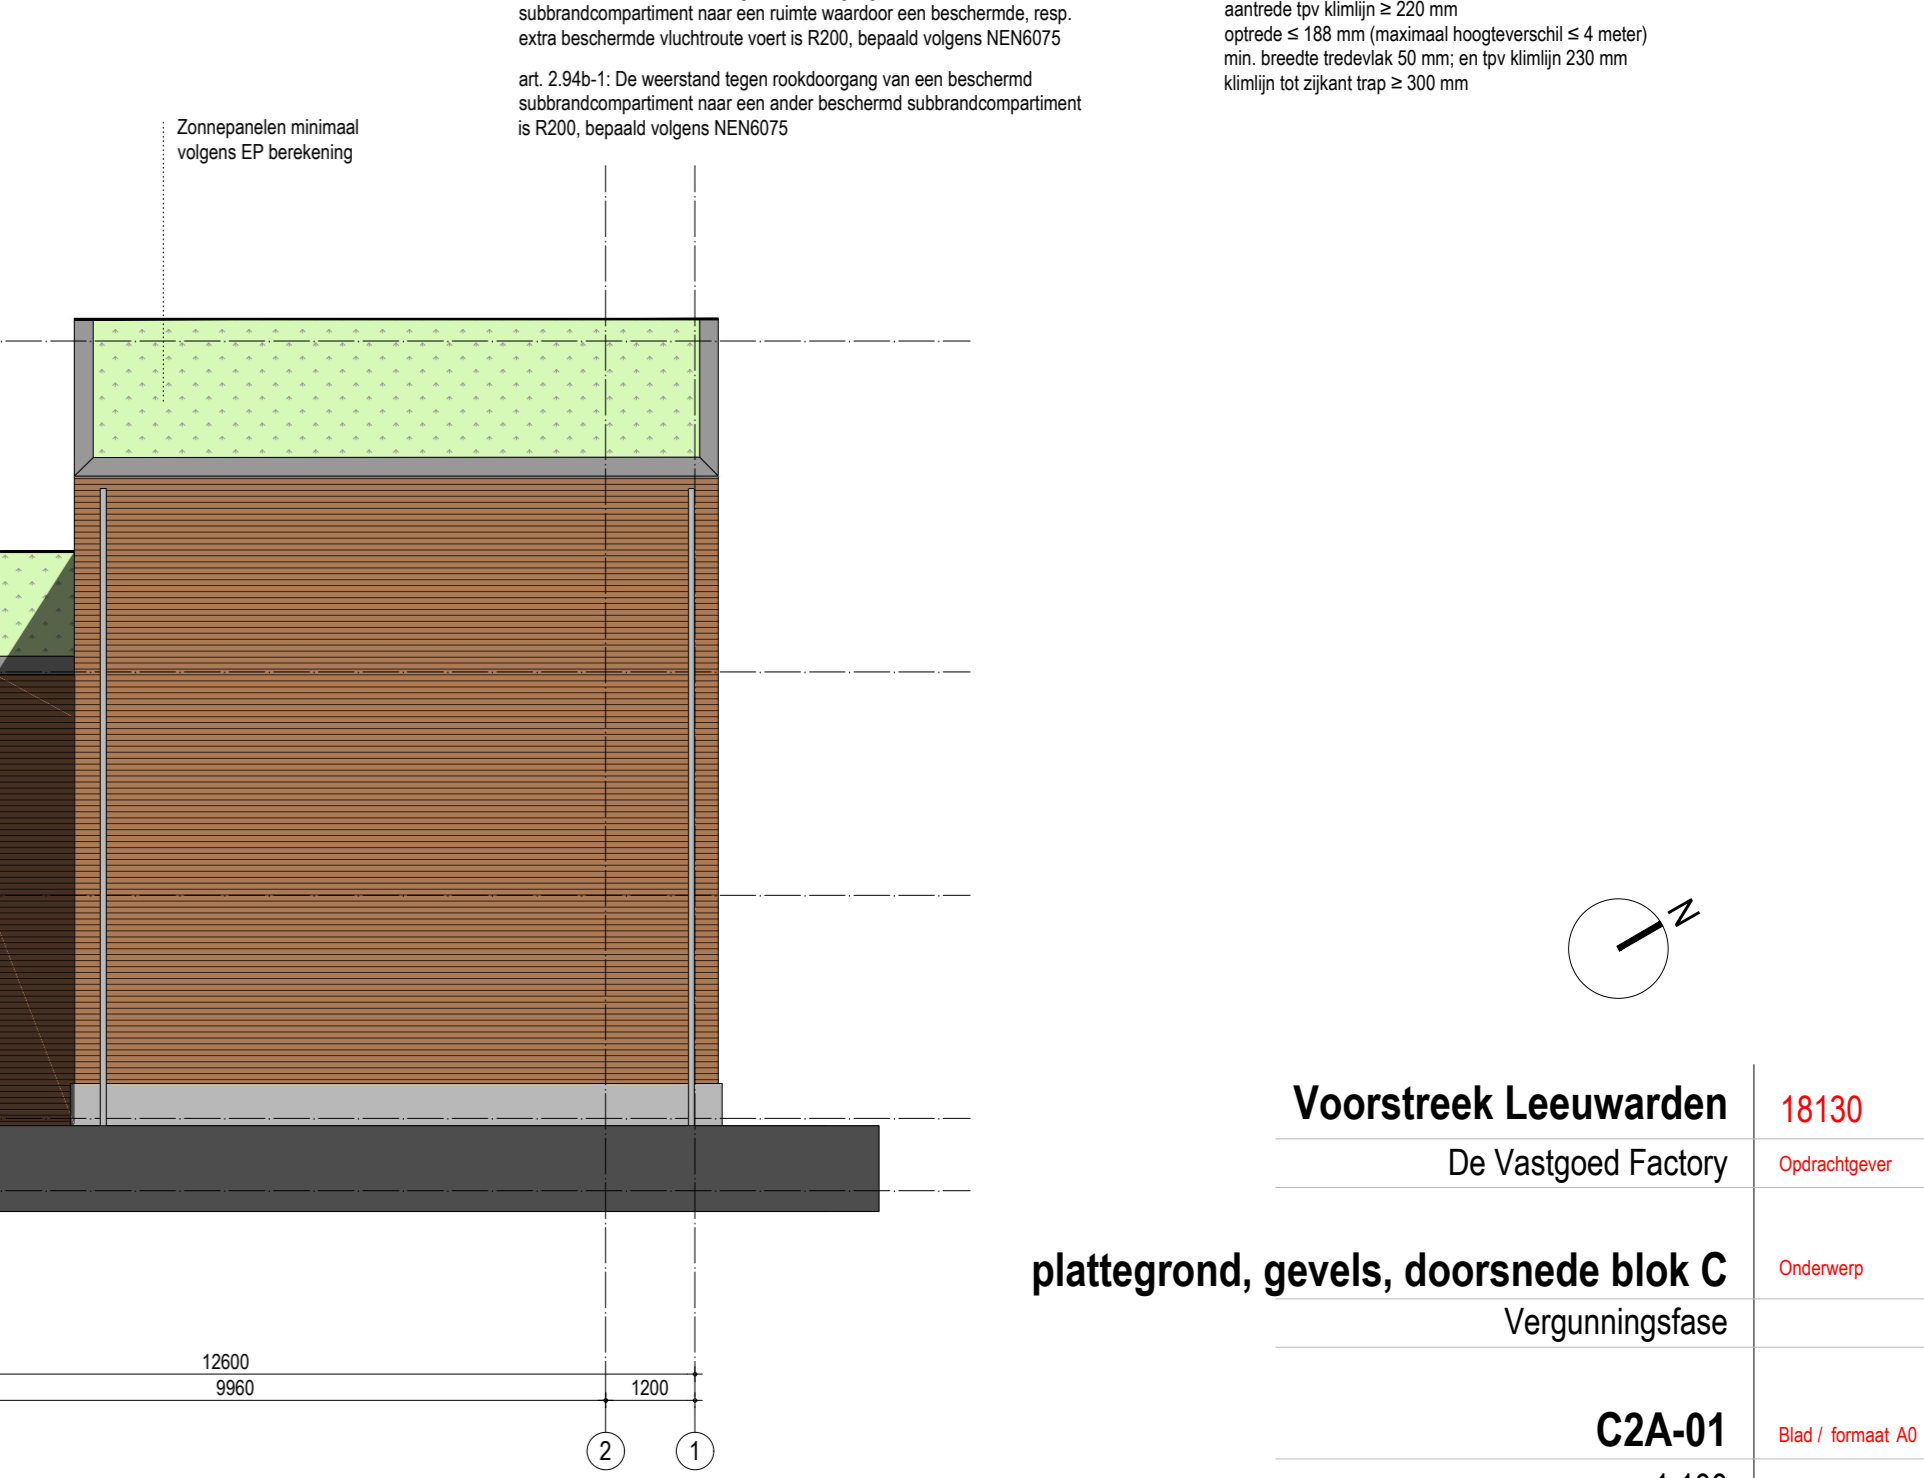 subbrandcompartiment naar een ruimte waardoor een beschermde, resp.
extra beschermde vluchtroute voert is R200, bepaald volgens NEN6075
art. 2.94b-1: De weerstand tegen rookdoorgang van een beschermd
subbrandcompartiment naar een ander beschermd subbrandcompartiment
is R200, bepaald volgens NEN6075
aantrede tpv klimlijn ≥ 220 mm
optrede ≤ 188 mm (maximaal hoogteverschil ≤ 4 meter)
min. breedte tredevlak 50 mm; en tpv klimlijn 230 mm
klimlijn tot zijkant trap ≥ 300 mm
Zonnepanelen minimaal
volgens EP berekening
N
Voorstreek Leeuwarden 18130
De Vastgoed Factory Opdrachtgever
plattegrond, gevels, doorsnede blok C Onderwerp
Vergunningsfase
12600
9960 1200
2 1
C2A-01 Blad / formaat A0